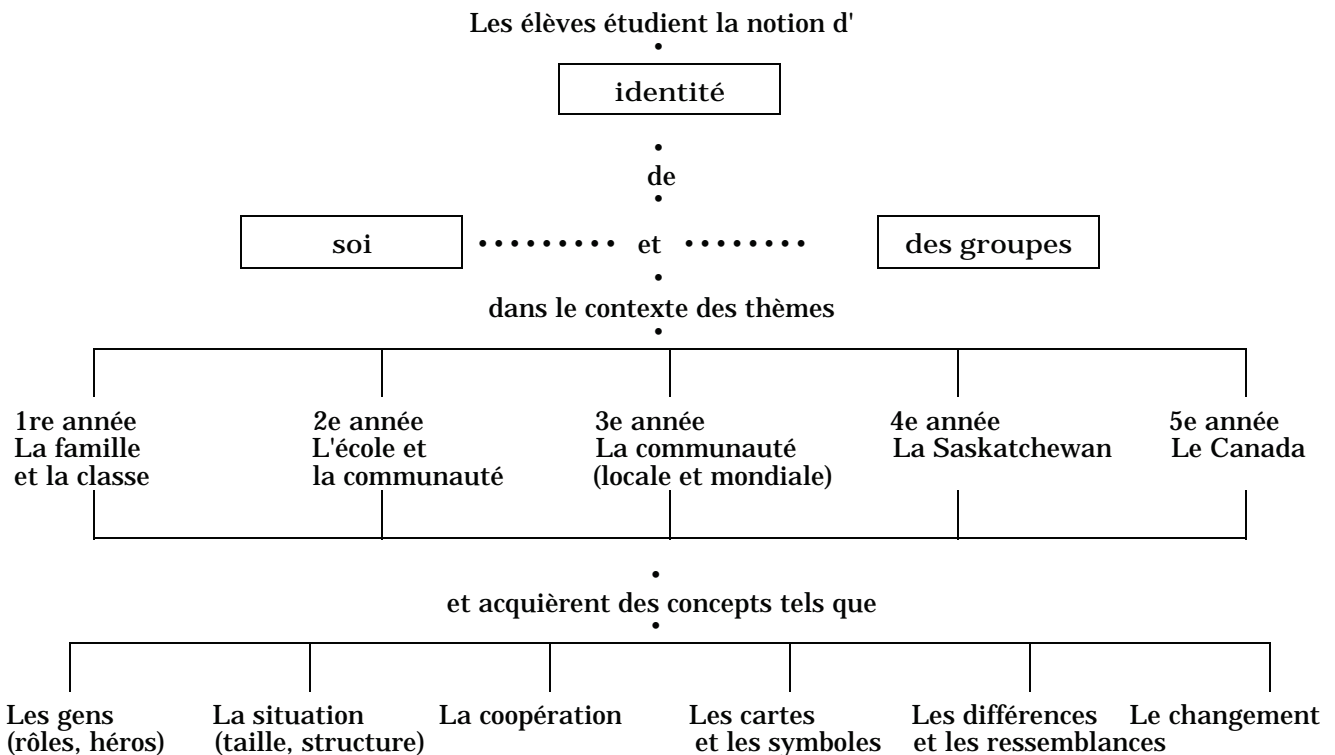 Les élèves étudient la notion d'
identité
de
soi ......... et ........ des groupes
dans le contexte des thèmes
1re année
La famille
et la classe
2e année
L'école et
la communauté
3e année
La communauté
(locale et mondiale)
4e année
La Saskatchewan
5e année
Le Canada
et acquièrent des concepts tels que
Les gens
(rôles, héros)
La situation
(taille, structure)
La coopération
Les cartes
et les symboles
Les différences
et les ressemblances
Le changement